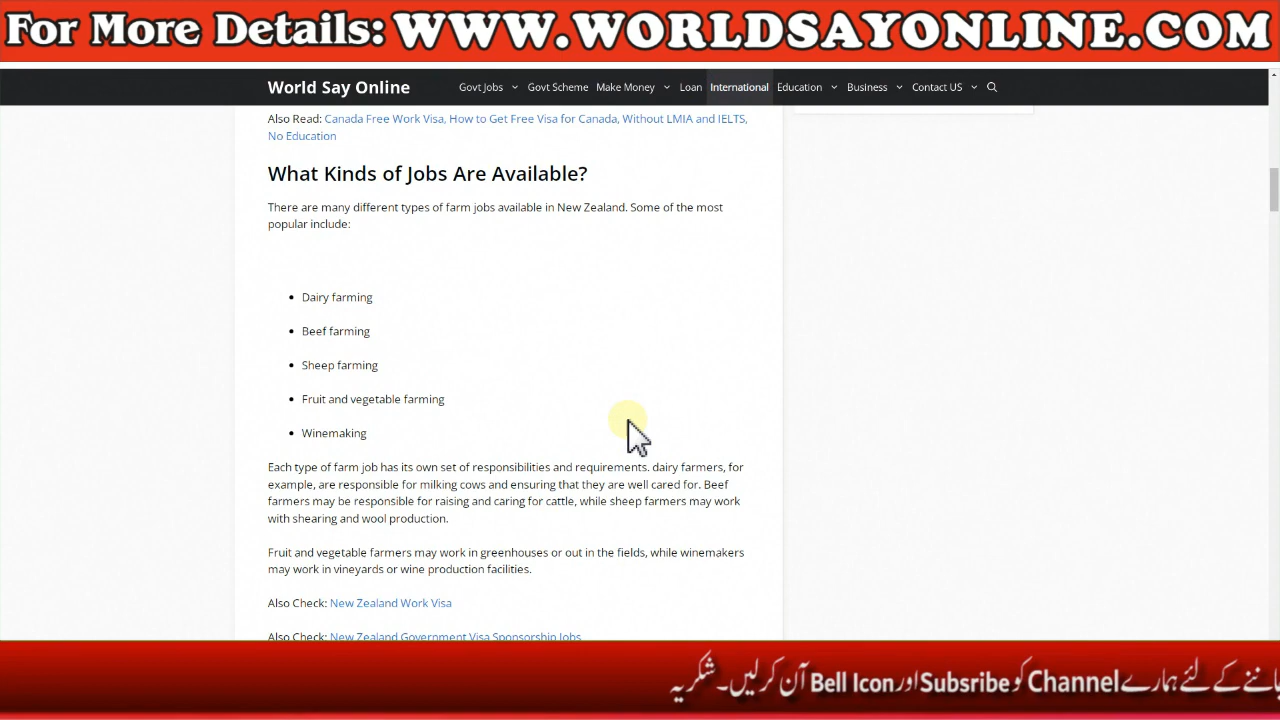 For More Details: WWW.WORLDSAYONLINE.COM
World Say Online
Govt Jobs Govt Scheme Make Money Loan International Education Business Contact US
Also Read: Canada Free Work Visa, How to Get Free Visa for Canada, Without LMIA and IELTS,
No Education
What Kinds of Jobs Are Available?
There are many different types of farm jobs available in New Zealand. Some of the most
popular include:
• Dairy farming
• Beef farming
• Sheep farming
• Fruit and vegetable farming
• Winemaking
Each type of farm job has its own set of responsibilities and requirements. dairy farmers, for
example, are responsible for milking cows and ensuring that they are well cared for. Beef
farmers may be responsible for raising and caring for cattle, while sheep farmers may work
with shearing and wool production.
Fruit and vegetable farmers may work in greenhouses or out in the fields, while winemakers
may work in vineyards or wine production facilities.
Also Check: New Zealand Work Visa
Also Check: New Zealand Government Visa Sponsorship Jobs
کے لئے ہمارے Channel کو Subsribe اور Bell Icon آن کرلیں۔ شکریہ